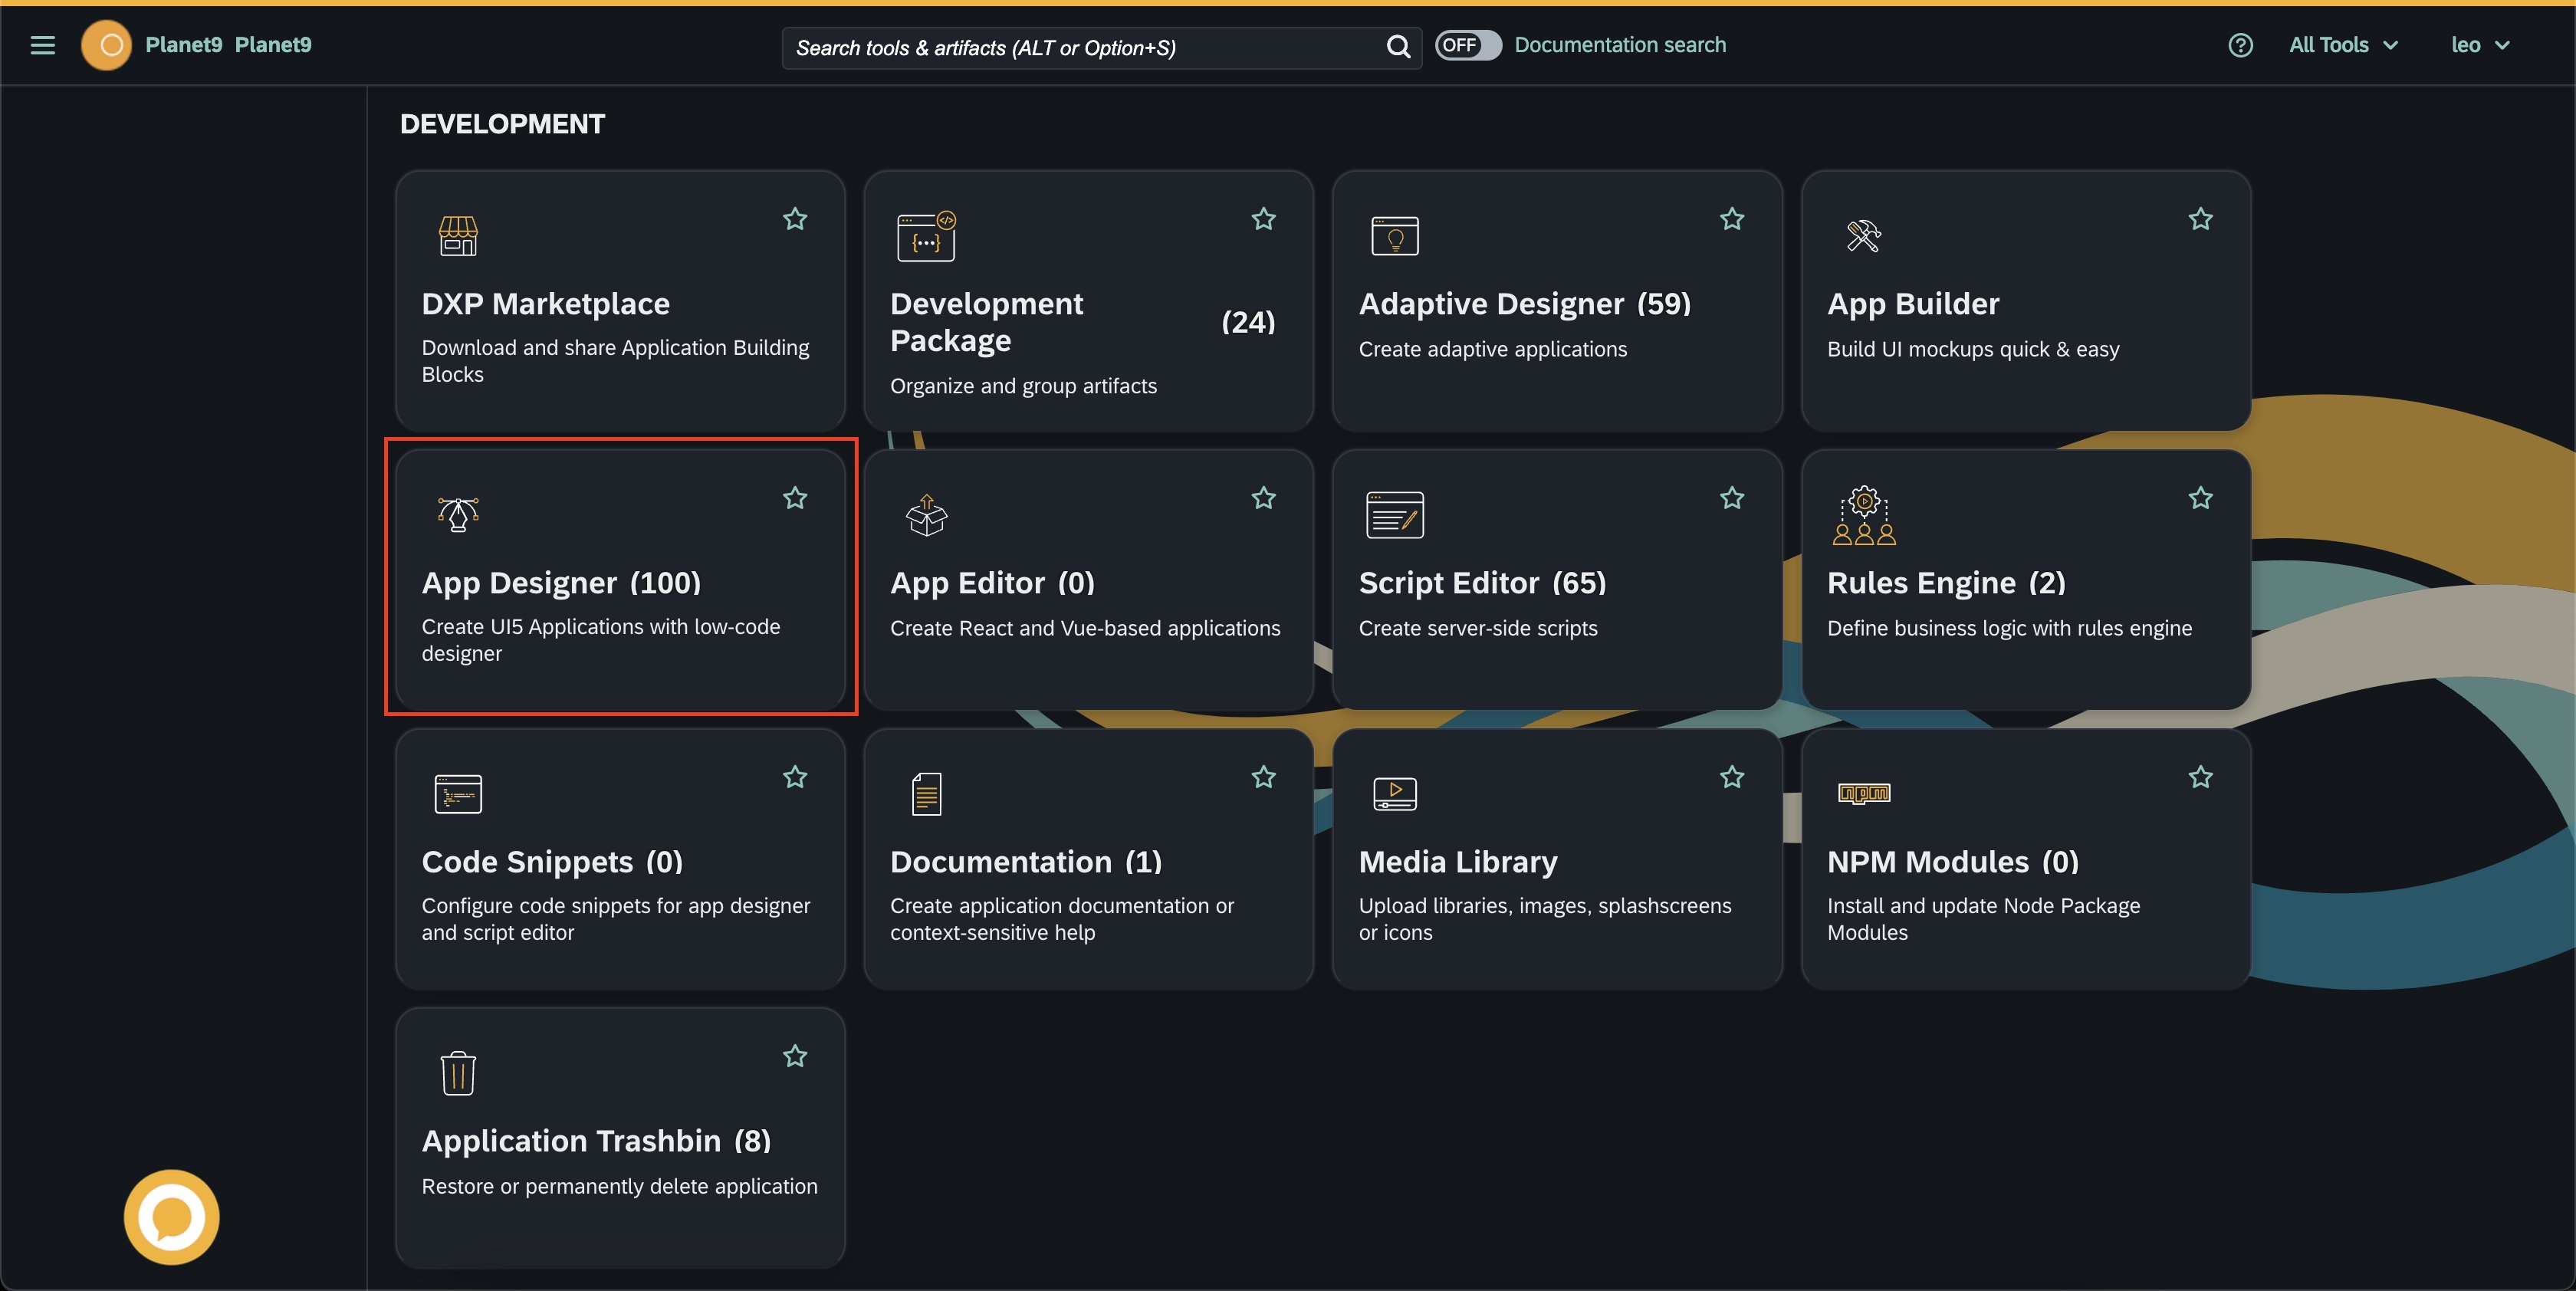 Planet9 Planet9
Search tools & artifacts (ALT or Option+S)
OFF
Documentation search
All Tools
leo
DEVELOPMENT
DXP Marketplace
Download and share Application Building
Blocks
Development
Package
(24)
Organize and group artifacts
Adaptive Designer (59)
Create adaptive applications
App Builder
Build UI mockups quick & easy
App Designer (100)
Create UI5 Applications with low-code
designer
App Editor (0)
Create React and Vue-based applications
Script Editor (65)
Create server-side scripts
Rules Engine (2)
Define business logic with rules engine
Code Snippets (0)
Configure code snippets for app designer
and script editor
Documentation (1)
Create application documentation or
context-sensitive help
Media Library
Upload libraries, images, splashscreens
or icons
npm
NPM Modules (0)
Install and update Node Package
Modules
Application Trashbin (8)
Restore or permanently delete application